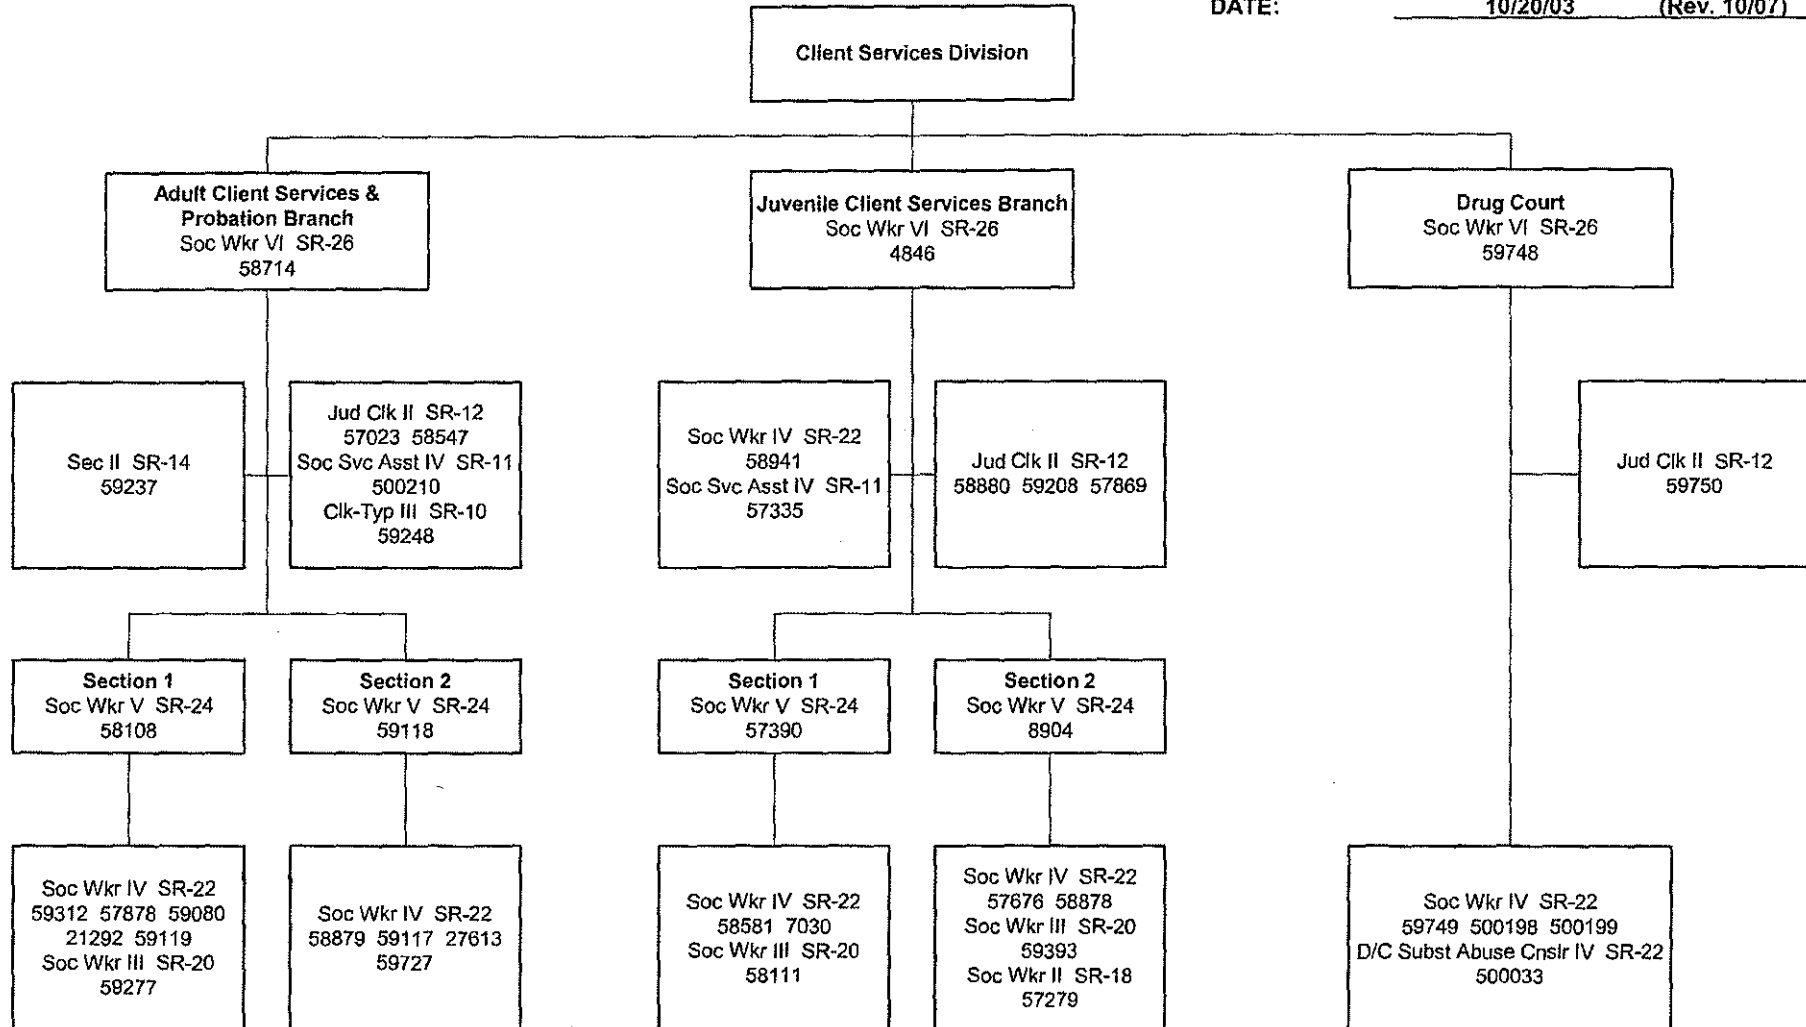 DATE: 10/20/03 (Rev. 10/07)
Client Services Division
Adult Client Services &
Probation Branch
Soc Wkr VI SR-26
58714
Juvenile Client Services Branch
Soc Wkr VI SR-26
4846
Drug Court
Soc Wkr VI SR-26
59748
Sec II SR-14
59237
Jud Clk II SR-12
57023 58547
Soc Svc Asst IV SR-11
500210
Clk-Typ III SR-10
59248
Soc Wkr IV SR-22
58941
Soc Svc Asst IV SR-11
57335
Jud Clk II SR-12
58880 59208 57869
Jud Clk II SR-12
59750
Section 1
Soc Wkr V SR-24
58108
Section 2
Soc Wkr V SR-24
59118
Section 1
Soc Wkr V SR-24
57390
Section 2
Soc Wkr V SR-24
8904
Soc Wkr IV SR-22
59312 57878 59080
21292 59119
Soc Wkr III SR-20
59277
Soc Wkr IV SR-22
58879 59117 27613
59727
Soc Wkr IV SR-22
58581 7030
Soc Wkr III SR-20
58111
Soc Wkr IV SR-22
57676 58878
Soc Wkr III SR-20
59393
Soc Wkr II SR-18
57279
Soc Wkr IV SR-22
59749 500198 500199
D/C Subst Abuse Cnslr IV SR-22
500033